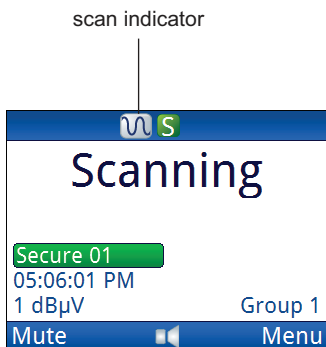 scan indicator
S
Scanning
Secure 01
05:06:01 PM
1 dBµV Group 1
Mute Menu